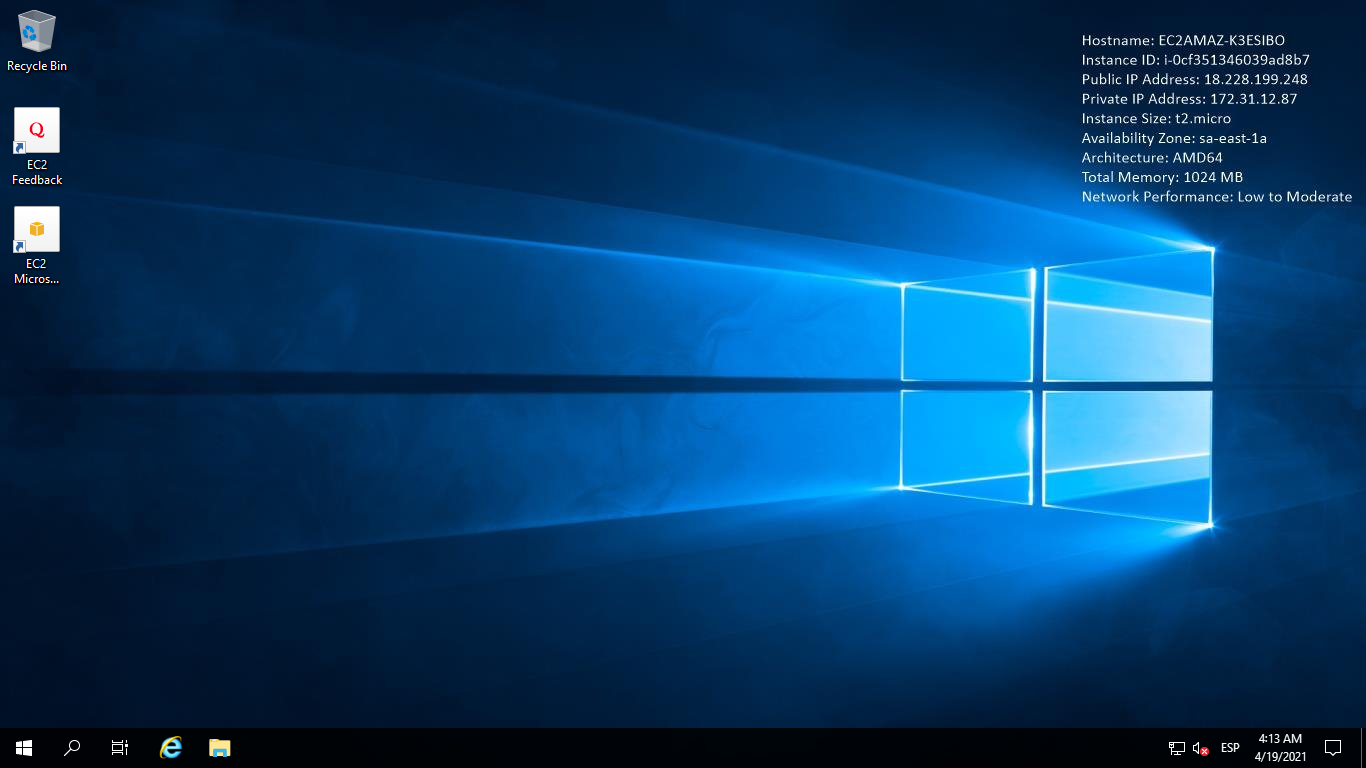 Recycle Bin
Q
EC2
Feedback
EC2
Micros...
Hostname: EC2AMAZ-K3ESIBO
Instance ID: i-0cf351346039ad8b7
Public IP Address: 18.228.199.248
Private IP Address: 172.31.12.87
Instance Size: t2.micro
Availability Zone: sa-east-1a
Architecture: AMD64
Total Memory: 1024 MB
Network Performance: Low to Moderate
ESP
4:13 AM
4/19/2021